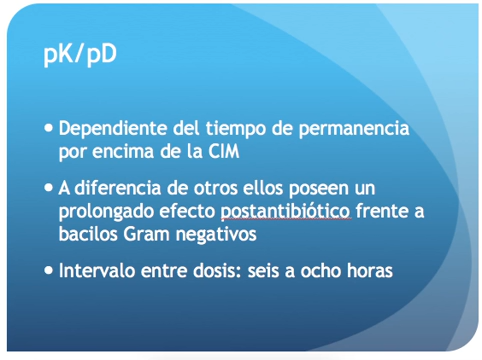 pK/pD
• Dependiente del tiempo de permanencia
por encima de la CIM
• A diferencia de otros ellos poseen un
prolongado efecto postantibiótico frente a
bacilos Gram negativos
• Intervalo entre dosis: seis a ocho horas